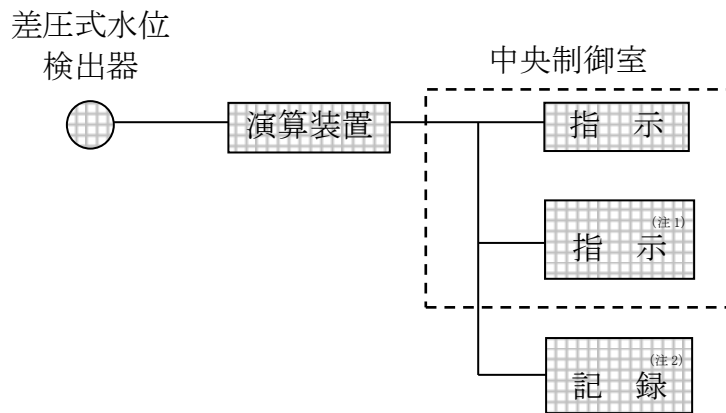 差圧式水位
検出器
中央制御室
演算装置
指　示
指　示(注1)
記　録(注2)